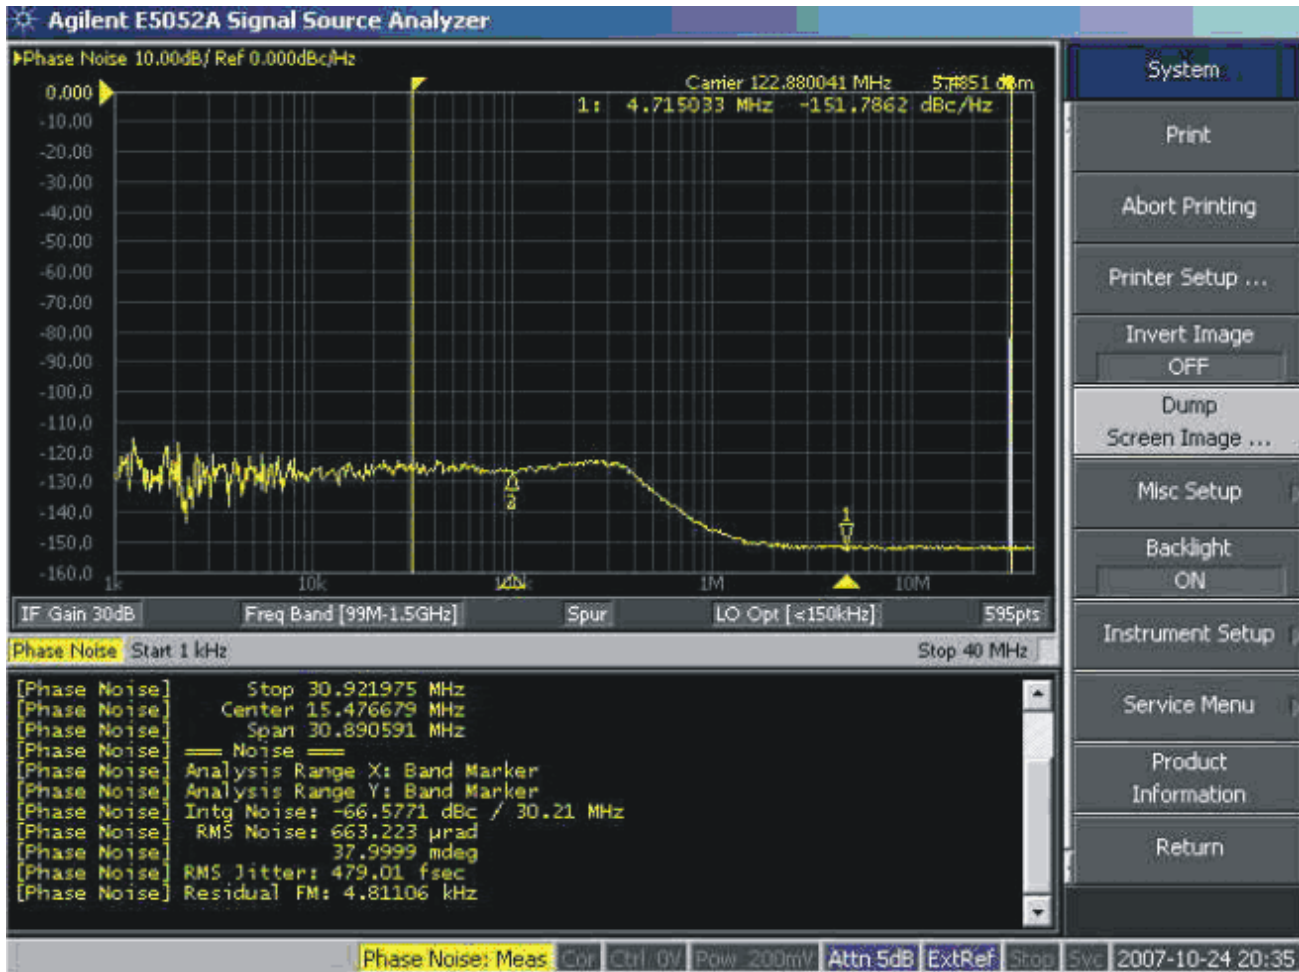 Agilent E5052A Signal Source Analyzer
Phase Noise 10.00dB/ Ref 0.000dBc/Hz
Carrier 122.880041 MHz
1: 4.715033 MHz -151.7862 dBc/Hz
0.000
-10.00
-20.00
-30.00
-40.00
-50.00
-60.00
-70.00
-80.00
-90.00
-100.0
-110.0
-120.0
-130.0
-140.0
-150.0
-160.0
2
1
1k
10k
1M
10M
IF Gain 30dB
Freq Band [99M-1.5GHz]
Spur
LO Opt [<150kHz]
595pts
Phase Noise Start 1 kHz
Stop 40 MHz
[Phase Noise] Stop 30.921975 MHz
[Phase Noise] Center 15.476679 MHz
[Phase Noise] Span 30.890591 MHz
[Phase Noise] === Noise ===
[Phase Noise] Analysis Range X: Band Marker
[Phase Noise] Analysis Range Y: Band Marker
[Phase Noise] Intg Noise: -66.5771 dBc / 30.21 MHz
[Phase Noise] RMS Noise: 663.223 µrad
[Phase Noise] 37.9999 mdeg
[Phase Noise] RMS Jitter: 479.01 fsec
[Phase Noise] Residual FM: 4.81106 kHz
System
Print
Abort Printing
Printer Setup ...
Invert Image
OFF
Dump
Screen Image ...
Misc Setup
Backlight
ON
Instrument Setup
Service Menu
Product
Information
Return
Phase Noise: Meas
Cor
Ctrl 0V
Pow 200mV
Attn 5dB
ExtRef
Stop
Svc
2007-10-24 20:35